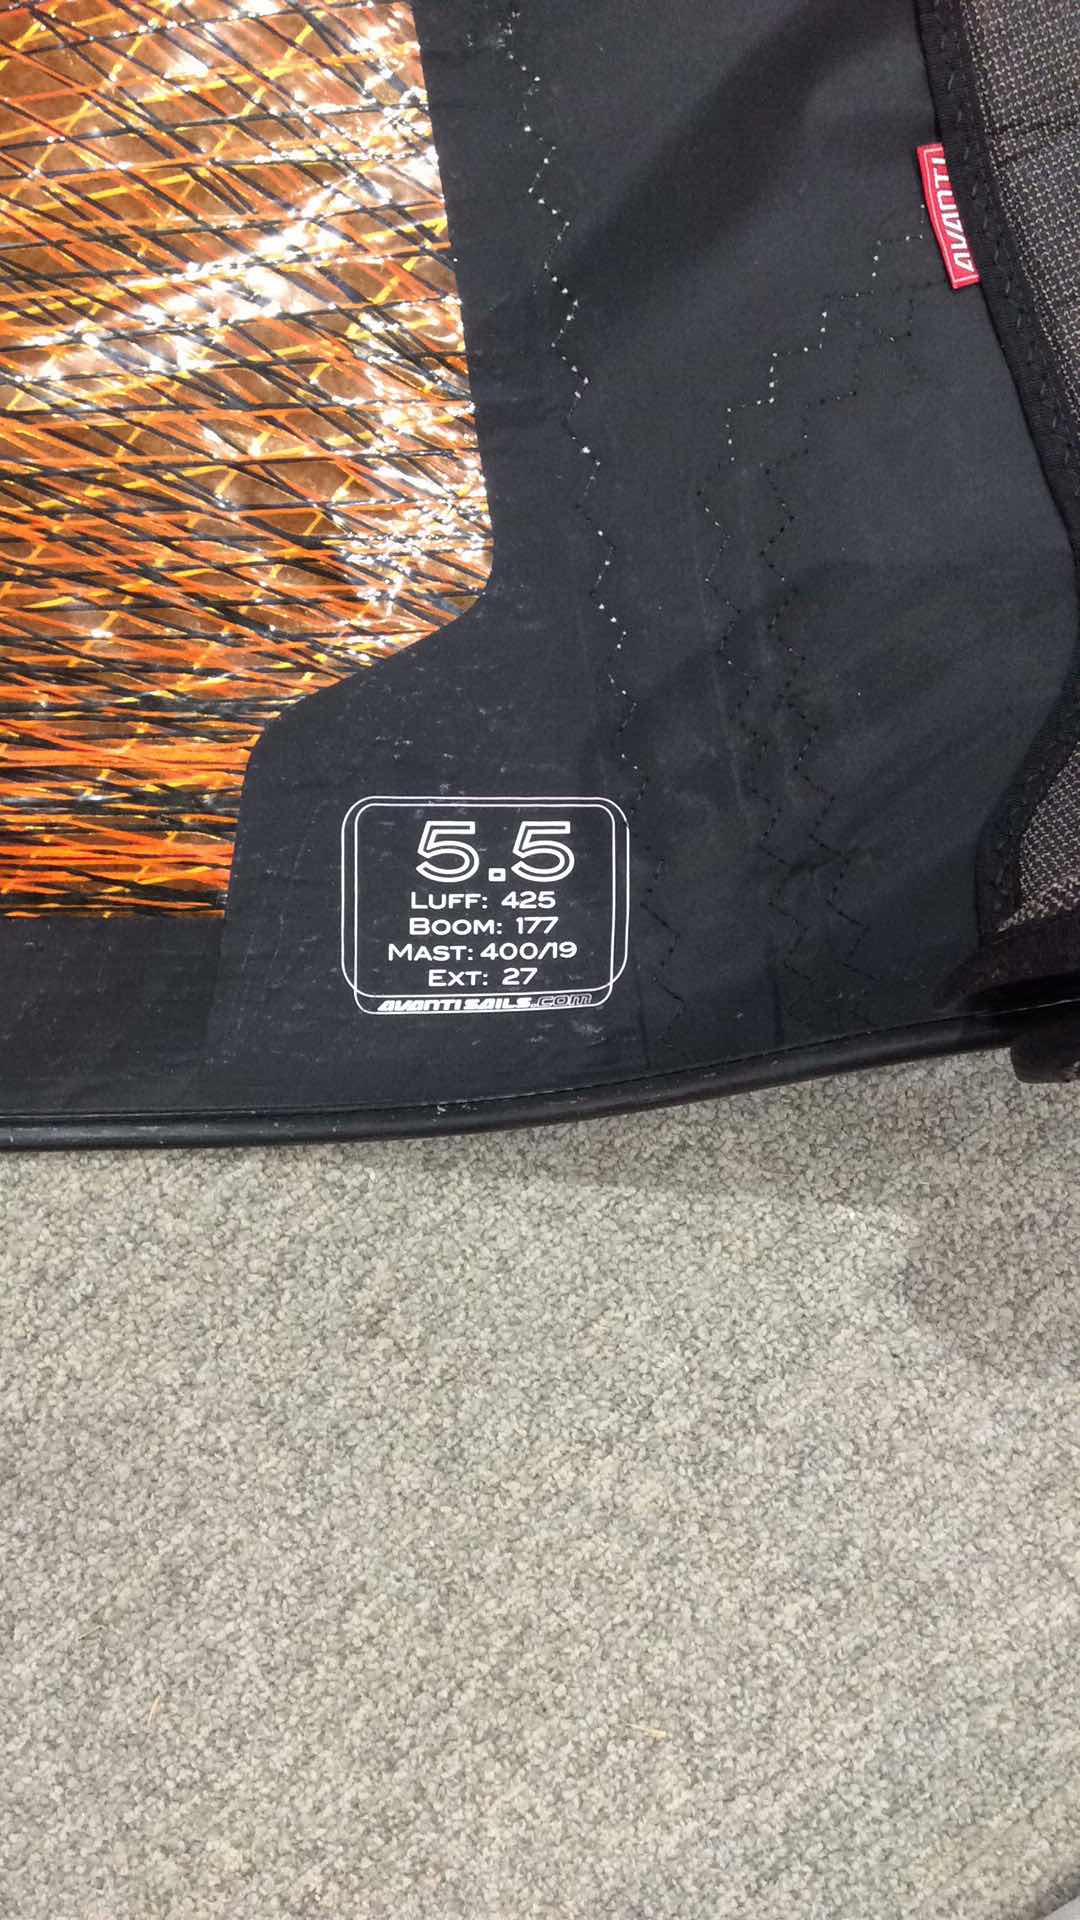 AVANTI
5.5
LUFF: 425
BOOM: 177
MAST: 400/19
EXT: 27
AVANTISAILS.COM